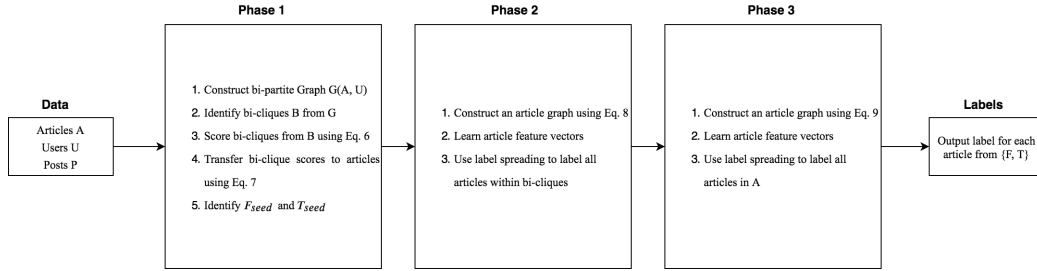 Data
Articles A
Users U
Posts P
Phase 1
1. Construct bi-partite Graph G(A, U)
2. Identify bi-cliques B from G
3. Score bi-cliques from B using Eq. 6
4. Transfer bi-clique scores to articles
using Eq. 7
5. Identify F_seed and T_seed
Phase 2
1. Construct an article graph using Eq. 8
2. Learn article feature vectors
3. Use label spreading to label all
articles within bi-cliques
Phase 3
1. Construct an article graph using Eq. 9
2. Learn article feature vectors
3. Use label spreading to label all
articles in A
Labels
Output label for each
article from {F, T}